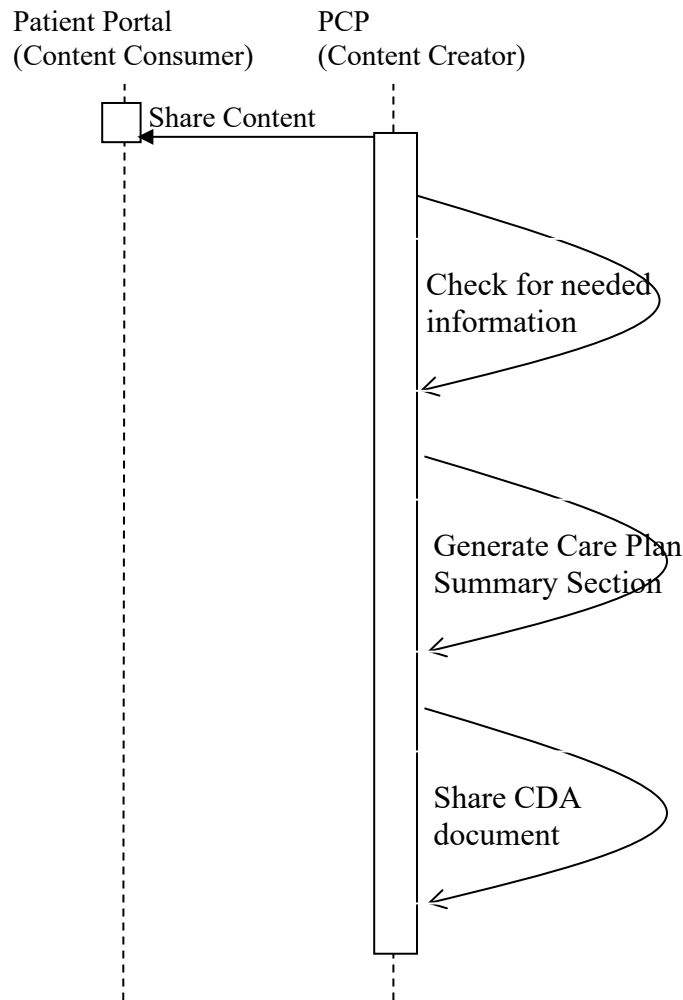 Patient Portal
(Content Consumer)
PCP
(Content Creator)
Share Content
Check for needed
information
Generate Care Plan
Summary Section
Share CDA
document